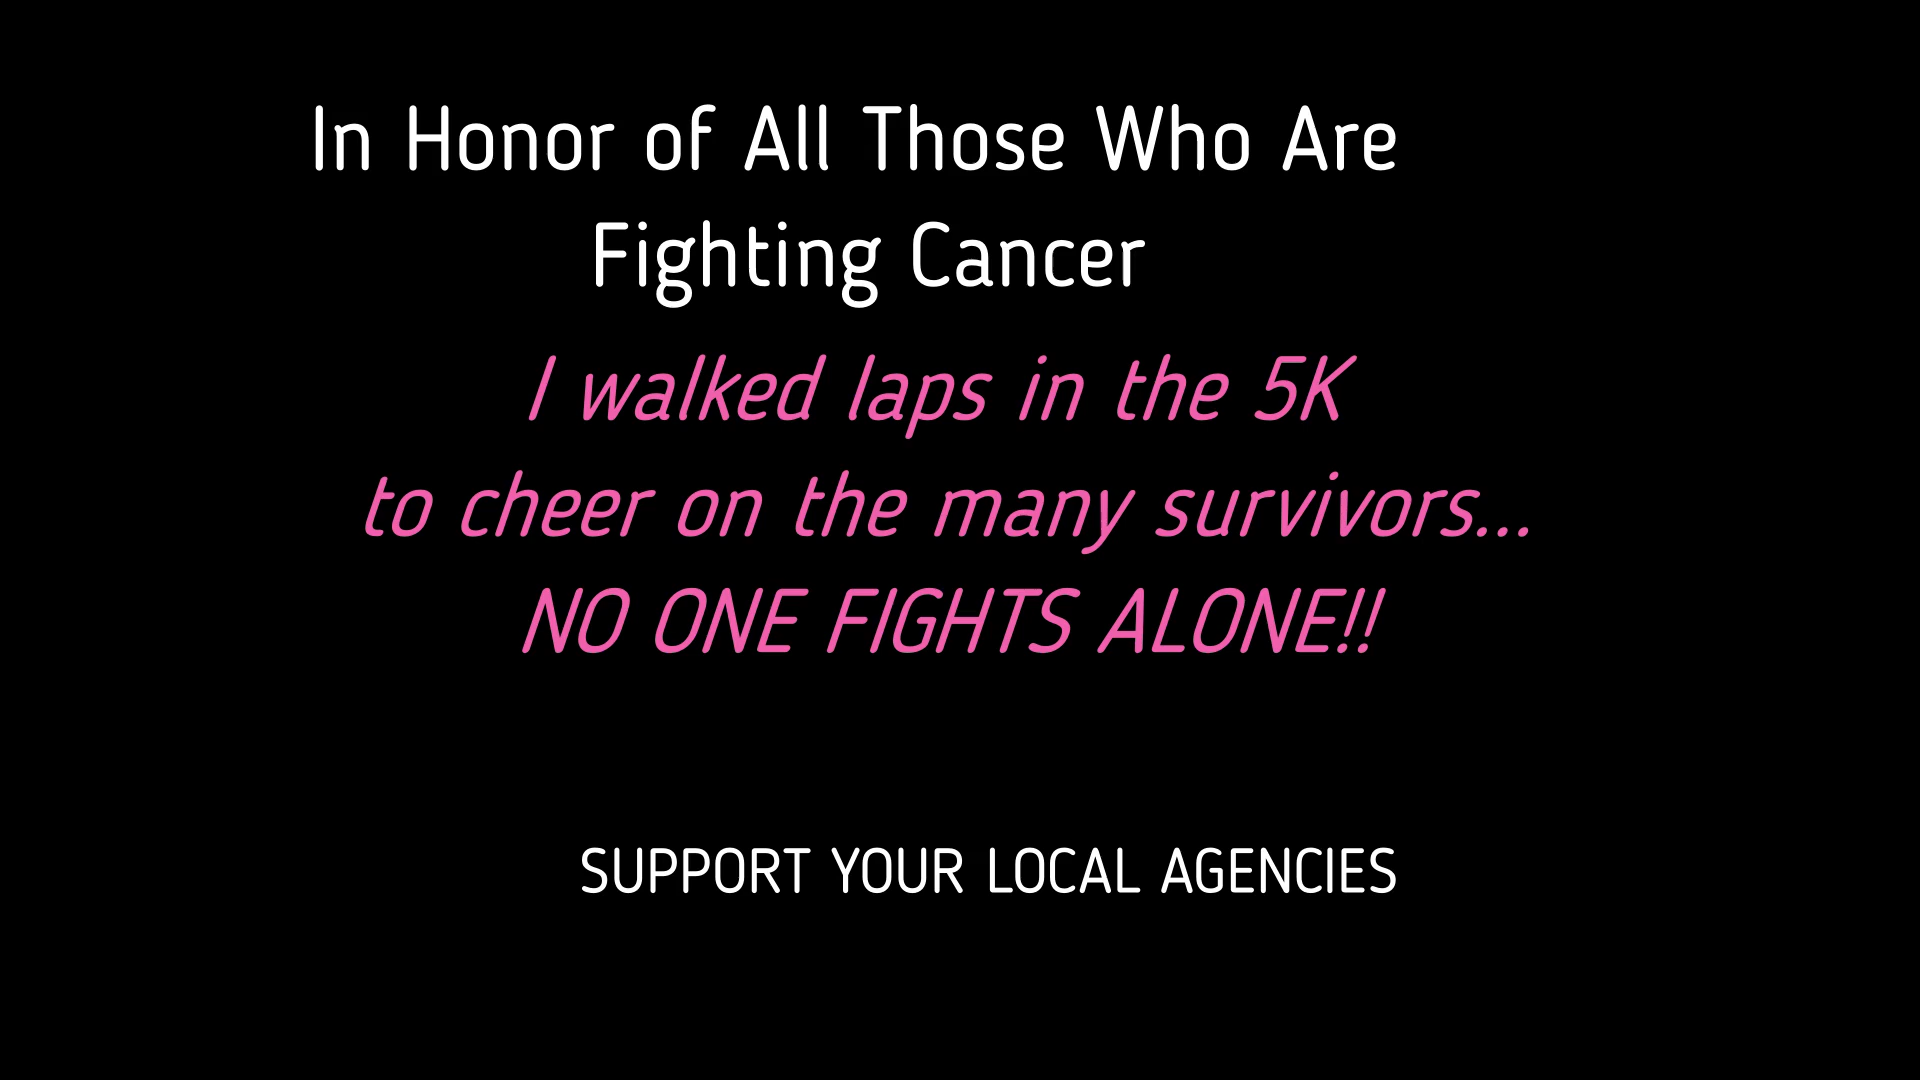 In Honor of All Those Who Are
Fighting Cancer
I walked laps in the 5K
to cheer on the many survivors...
NO ONE FIGHTS ALONE!!
SUPPORT YOUR LOCAL AGENCIES